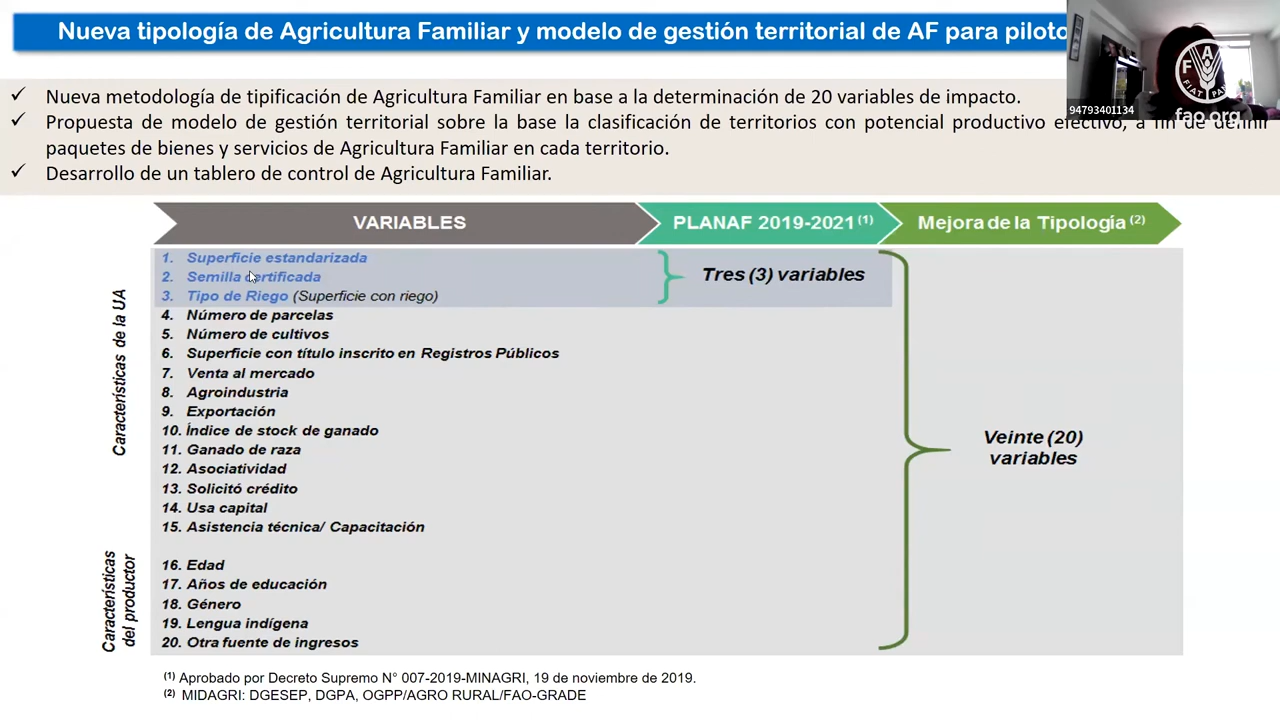 Nueva tipología de Agricultura Familiar y modelo de gestión territorial de AF para piloto
94793401134
FAO
FIAT PANIS
fao.org
✓ Nueva metodología de tipificación de Agricultura Familiar en base a la determinación de 20 variables de impacto.
✓ Propuesta de modelo de gestión territorial sobre la base la clasificación de territorios con potencial productivo efectivo, a fin de definir
paquetes de bienes y servicios de Agricultura Familiar en cada territorio.
✓ Desarrollo de un tablero de control de Agricultura Familiar.
VARIABLES
PLANAF 2019-2021 (1)
Mejora de la Tipología (2)
Características de la UA
1. Superficie estandarizada
2. Semilla certificada
3. Tipo de Riego (Superficie con riego)
Tres (3) variables
4. Número de parcelas
5. Número de cultivos
6. Superficie con título inscrito en Registros Públicos
7. Venta al mercado
8. Agroindustria
9. Exportación
10. Índice de stock de ganado
11. Ganado de raza
12. Asociatividad
13. Solicitó crédito
14. Usa capital
15. Asistencia técnica/ Capacitación
Veinte (20)
variables
Características
del productor
16. Edad
17. Años de educación
18. Género
19. Lengua indígena
20. Otra fuente de ingresos
(1) Aprobado por Decreto Supremo N° 007-2019-MINAGRI, 19 de noviembre de 2019.
(2) MIDAGRI: DGESEP, DGPA, OGPP/AGRO RURAL/FAO-GRADE